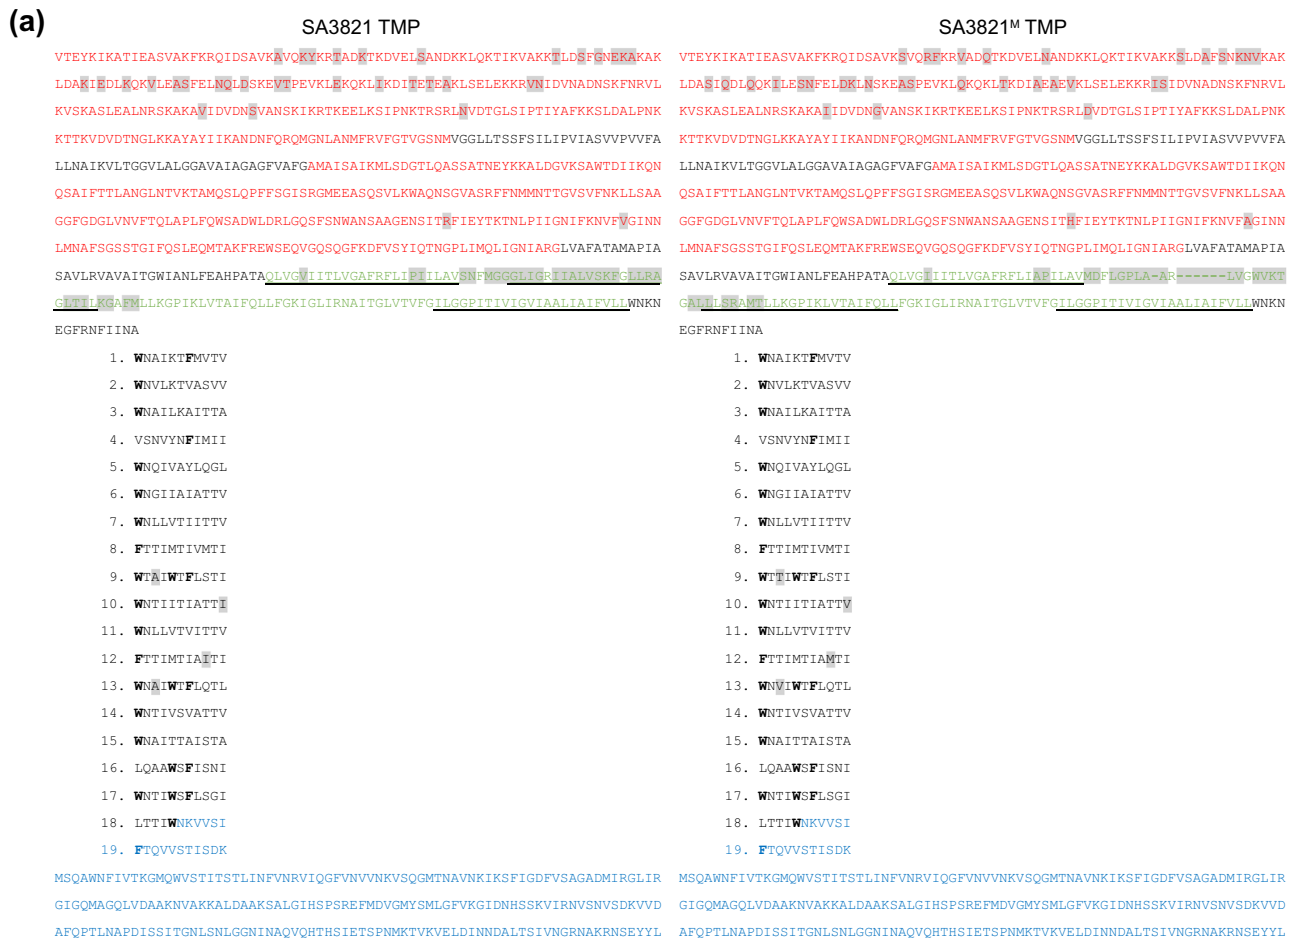 (a)
SA3821 TMP
VTEYKIKATIEASVAKFKRQIDSAVKAVQKYKRTADKTKDVELSANDKKLQKTIKVAKKTLDSFGNEKAKAK
LDAKIEDLKQKVLEASFELNQLDSKEVTPEVKLEKQKLIKDITETEAKLSELEKKRVNIDVNADNSKFNRVL
KVSKASLEALNRSKAKAVIDVDNSVANSKIKRTKEELKSIPNKTRSRLNVDTGLSIPTIYAFKKSLDALPNK
KTTKVDVDTNGLKKAYAYIIKANDNFQRQMGNLANMFRVFGTVGSNMVGGLLTSSFSILIPVIASVVPVVFA
LLNAIKVLTGGVLALGGAVAIAGAGFVAFGAMAISAIKMLSDGTLQASSATNEYKKALDGVKSAWTDIIKQN
QSAIFTTLANGLNTVKTAMQSLQPFFSGISRGMEEASQSVLKWAQNSGVASRFFNMMNTTGVSVFNKLLSAA
GGFGDGLVNVFTQLAPLFQWSADWLDRLGQSFSNWANSAAGENSITRFIEYTKTNLPIIGNIFKNVFVGINN
LMNAFSGSSTGIFQSLEQMTAKFREWSEQVGQSQGFKDFVSYIQTNGPLIMQLIGNIARGLVAFATAMAPIA
SAVLRVAVAITGWIANLFEAHPATAQLVGVIITLVGAFRFLIPIILAVSNFMGGGLIGRIIALVSKFGLLRA
GLTILKGAFMLLKGPIKLVTAIFQLLFGKIGLIRNAITGLVTVFGILGGPITIVIGVIAALIAIFVLLWNKN
EGFRNFIINA
1. WNAIKTFMVTV
2. WNVLKTVASVV
3. WNAILKAITTA
4. VSNVYNFIMII
5. WNQIVAYLQGL
6. WNGIIAIATTV
7. WNLLVTIITTV
8. FTTIMTIVMTI
9. WTAIWTFLSTI
10. WNTIITIATTI
11. WNLLVTVITTV
12. FTTIMTIAITI
13. WNAIWTFLQTL
14. WNTIVSVATTV
15. WNAITTAISTA
16. LQAAWSFISNI
17. WNTIWSFLSGI
18. LTTIWNKVVSI
19. FTQVVSTISDK
MSQAWNFIVTKGMQWVSTITSTLINFVNRVIQGFVNVVNKVSQGMTNAVNKIKSFIGDFVSAGADMIRGLIR
GIGQMAGQLVDAAKNVAKKALDAAKSALGIHSPSREFMDVGMYSMLGFVKGIDNHSSKVIRNVSNVSDKVVD
AFQPTLNAPDISSITGNLSNLGGNINAQVQHTHSIETSPNMKTVKVELDINNDALTSIVNGRNAKRNSEYYL
SA3821M TMP
VTEYKIKATIEASVAKFKRQIDSAVKSVQRFKRVADQTKDVELNANDKKLQKTIKVAKKSLDAFSNKNVKAK
LDASIQDLQQKILESNFELDKLNSKEASPEVKLQKQKLTKDIAEAEVKLSELEKKRISIDVNADNSKFNRVL
KVSKASLEALNRSKAKAIIDVDNGVANSKIKRTKEELKSIPNKTRSRLDVDTGLSIPTIYAFKKSLDALPNK
KTTKVDVDTNGLKKAYAYIIKANDNFQRQMGNLANMFRVFGTVGSNMVGGLLTSSFSILIPVIASVVPVVFA
LLNAIKVLTGGVLALGGAVAIAGAGFVAFGAMAISAIKMLSDGTLQASSATNEYKKALDGVKSAWTDIIKQN
QSAIFTTLANGLNTVKTAMQSLQPFFSGISRGMEEASQSVLKWAQNSGVASRFFNMMNTTGVSVFNKLLSAA
GGFGDGLVNVFTQLAPLFQWSADWLDRLGQSFSNWANSAAGENSITHFIEYTKTNLPIIGNIFKNVFAGINN
LMNAFSGSSTGIFQSLEQMTAKFREWSEQVGQSQGFKDFVSYIQTNGPLIMQLIGNIARGLVAFATAMAPIA
SAVLRVAVAITGWIANLFEAHPATAQLVGIIITLVGAFRFLIAPILAVMDFLGPLA-AR------LVGWVKT
GALLLSRAMTLLKGPIKLVTAIFQLLFGKIGLIRNAITGLVTVFGILGGPITIVIGVIAALIAIFVLLWNKN
EGFRNFIINA
1. WNAIKTFMVTV
2. WNVLKTVASVV
3. WNAILKAITTA
4. VSNVYNFIMII
5. WNQIVAYLQGL
6. WNGIIAIATTV
7. WNLLVTIITTV
8. FTTIMTIVMTI
9. WTTIWTFLSTI
10. WNTIITIATTV
11. WNLLVTVITTV
12. FTTIMTIAMTI
13. WNVIWTFLQTL
14. WNTIVSVATTV
15. WNAITTAISTA
16. LQAAWSFISNI
17. WNTIWSFLSGI
18. LTTIWNKVVSI
19. FTQVVSTISDK
MSQAWNFIVTKGMQWVSTITSTLINFVNRVIQGFVNVVNKVSQGMTNAVNKIKSFIGDFVSAGADMIRGLIR
GIGQMAGQLVDAAKNVAKKALDAAKSALGIHSPSREFMDVGMYSMLGFVKGIDNHSSKVIRNVSNVSDKVVD
AFQPTLNAPDISSITGNLSNLGGNINAQVQHTHSIETSPNMKTVKVELDINNDALTSIVNGRNAKRNSEYYL